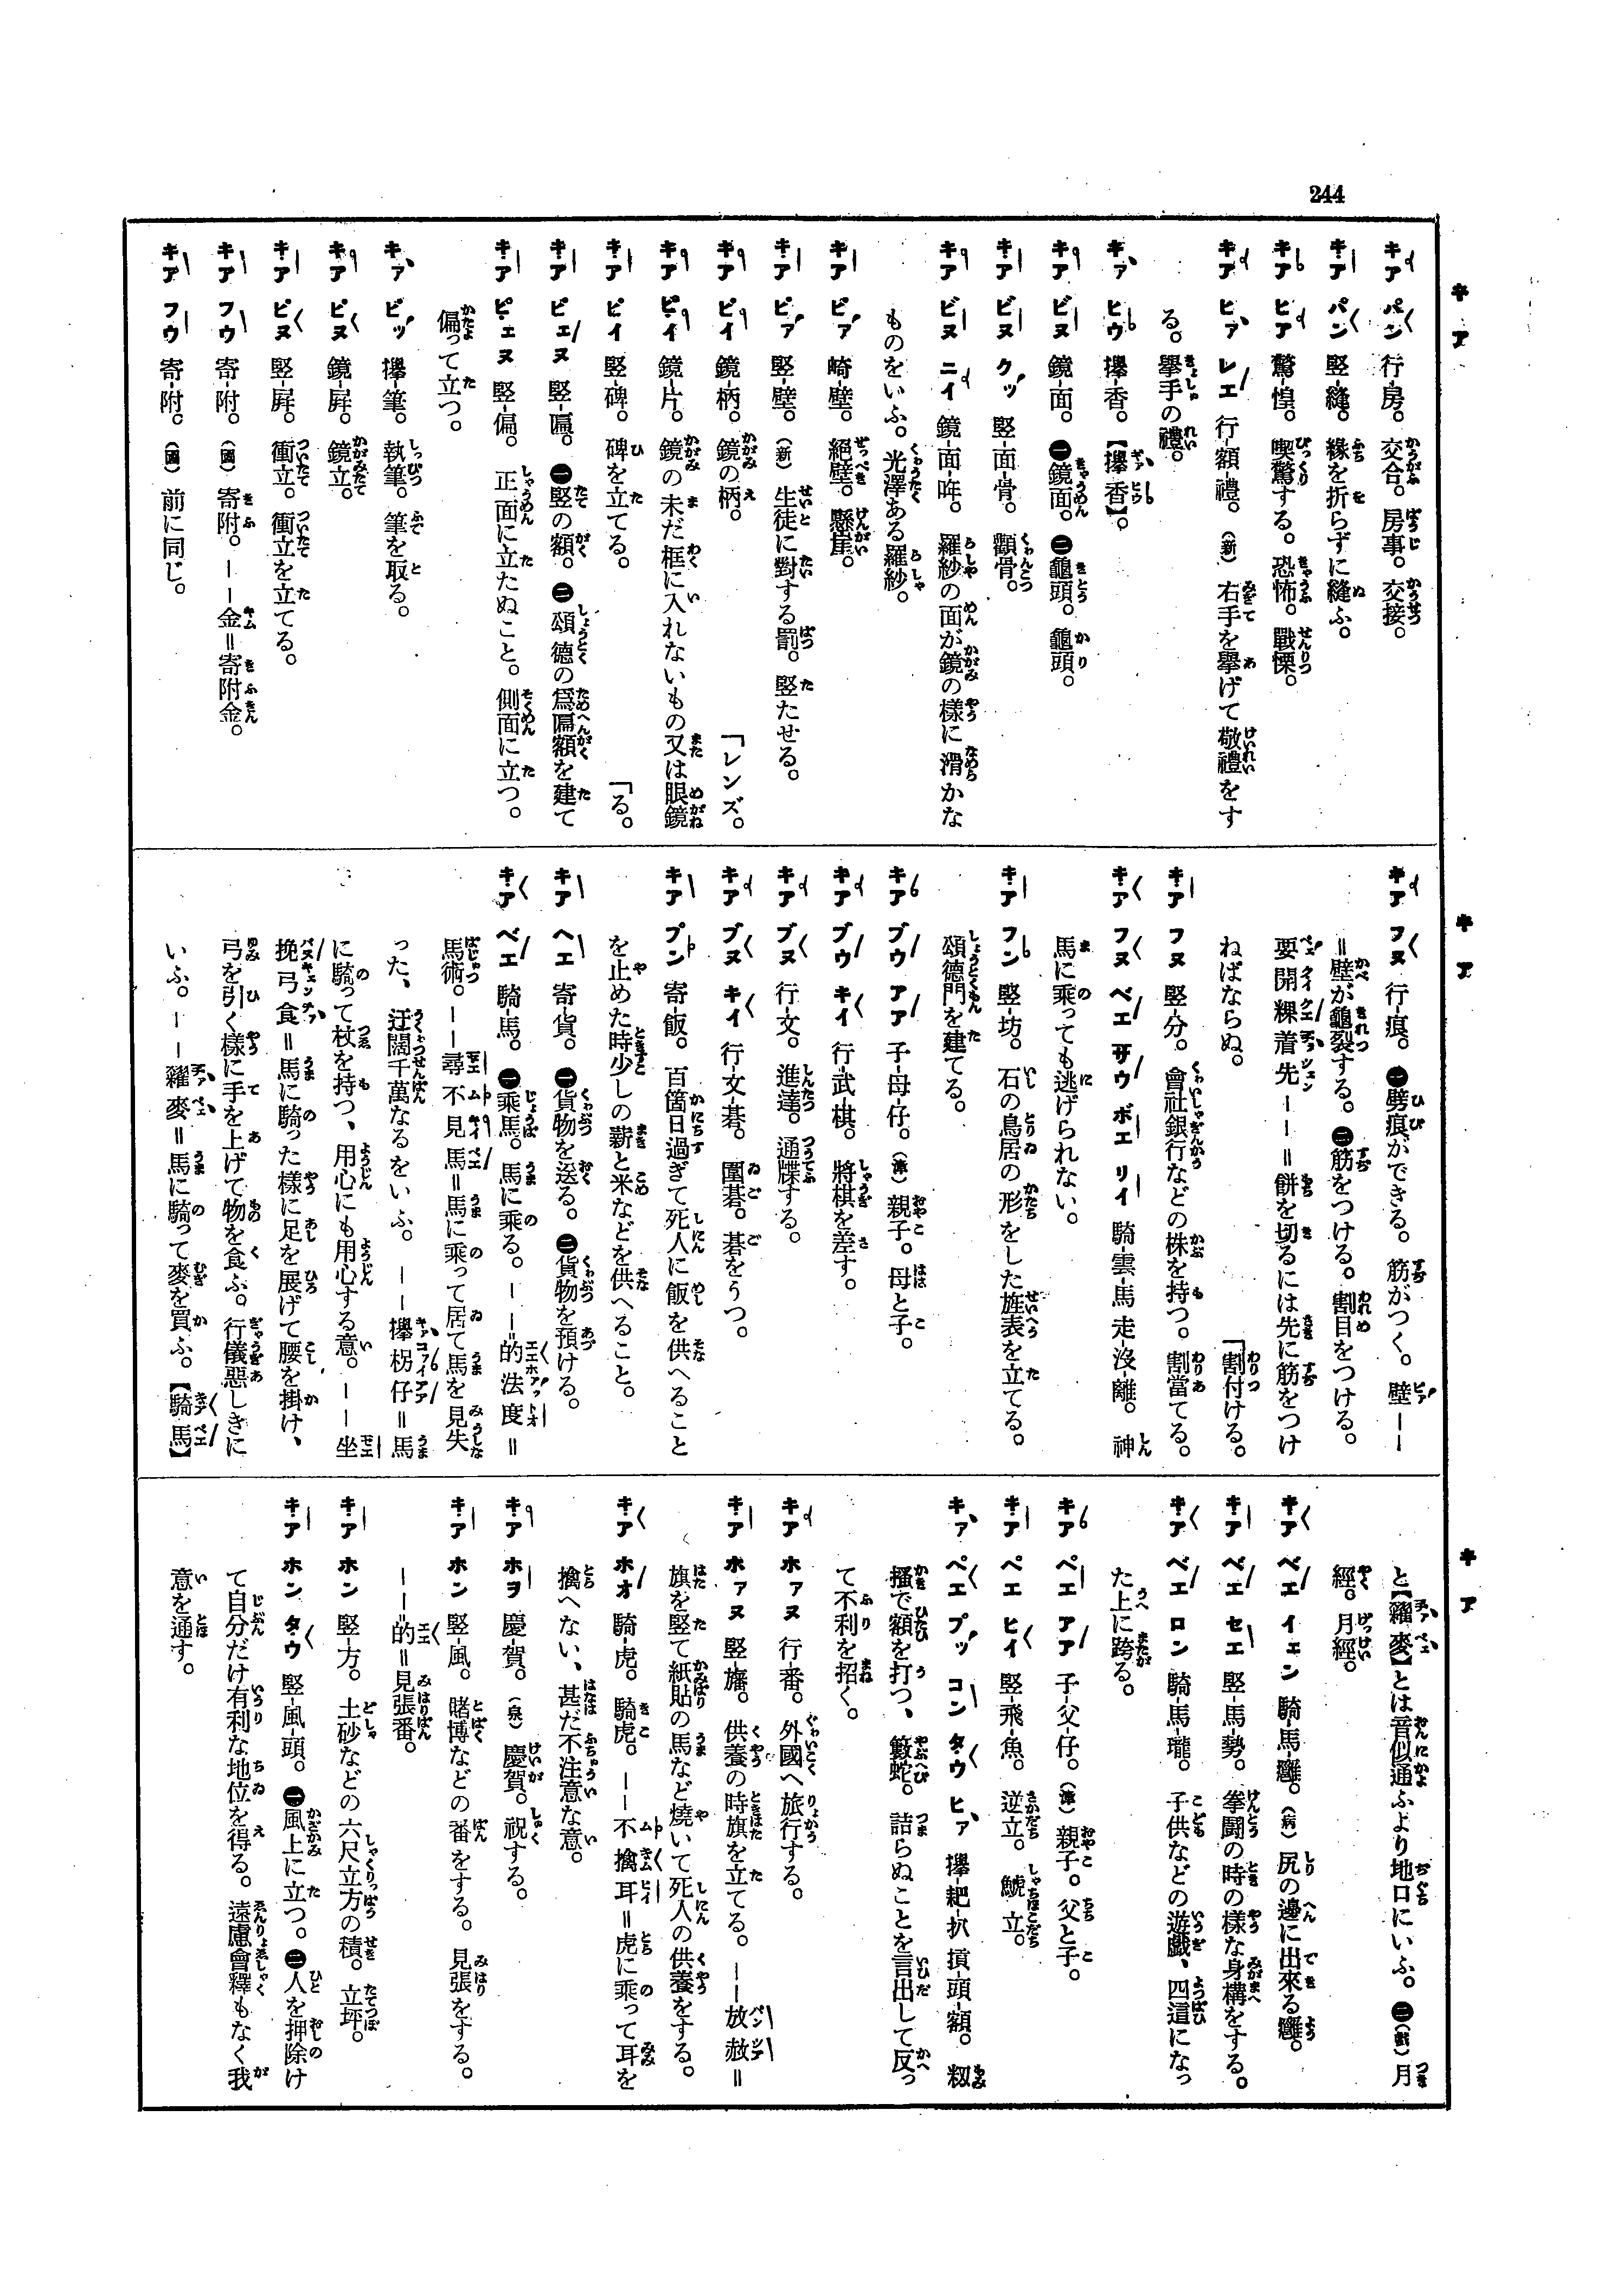 244
キ ア
キア パン 行-房。 交合。房事。交接。
キア パン 竪-縫。 緣を折らずに縫ふ。
キア ヒア 驚-惶。 喫驚する。恐怖。戰慄。
キア ヒァ レエ 行-額-禮。（新）右手を擧げて敬禮をす
る。擧手の禮。
キァ ヒウ 攑-香。【攑香】。
キア ビヌ 鏡-面。 ㊀鏡面。㊁龜頭。龜頭。
キア ビヌ クッ 竪-面-骨。 顴骨。
キア ビヌ ニイ 鏡-面-呢。 羅紗の面が鏡の樣に滑かな
ものをいふ。光澤ある羅紗。
キア ピァ 崎-壁。 絕壁。懸崖。
キア ピァ 竪-壁。（新）生徒に對する罰。竪たせる。
キア ピイ 鏡-柄。 鏡の柄。
「レンズ。
キア ピイ 鏡-片。 鏡の未だ框に入れないもの又は眼鏡
キア ピイ 竪-碑。 碑を立てる。
「る。
キア ピェヌ 竪-匾。 ㊀竪の額。㊁頌德の爲匾額を建て
キア ピェヌ 竪-偏。 正面に立たぬこと。側面に立つ。
偏って立つ。
キァ ピッ 攑-筆。 執筆。筆を取る。
キア ピヌ 鏡-屛。 鏡立。
キア ピヌ 竪-屛。 衝立。衝立を立てる。
キア フウ 寄-附。（國）寄附。——金＝寄附金。
キア フウ 寄-附。（國）前に同じ。
キ ア
キア フヌ 行-痕。 ㊀劈痕ができる。筋がつく。壁——
＝壁が龜裂する。㊁筋をつける。割目をつける。
要開粿着先——＝餠を切るには先に筋をつけ
ねばならぬ。
キア フヌ 竪-分。 會社銀行などの株を持つ。割當てる。
「割付ける。
キア フヌ ベエ ザウ ボエ リイ 騎-雲-馬 走-沒-離。 神
馬に乘っても逃げられない。
キア フン 竪-坊。 石の鳥居の形をした旌表を立てる。
頌德門を建てる。
キア ブウ アア 子-母-仔。（漳）親子。母と子。
キア ブウ キイ 行-武-棋。 將棋を差す。
キア ブヌ 行-文。 進達。通牒する。
キア ブヌ キイ 行-文-碁。 圍碁。碁をうつ。
キア プン 寄-飯。 百箇日過ぎて死人に飯を供へること
を止めた時少しの薪と米などを供へること。
キア ヘエ 寄-貨。 ㊀貨物を送る。㊁貨物を預ける。
キア ベエ 騎-馬。 ㊀乘馬。馬に乘る。——＝的法度＝
馬術。——尋不見馬＝馬に乘って居て馬を見失
った、迂闊千萬なるをいふ。——攑柺仔＝馬
に騎って杖を持つ、用心にも用心する意。——坐
挽弓食＝馬に騎った樣に足を展げて腰を掛け、
弓を引く樣に手を上げて物を食ふ。行儀惡しきに
いふ。——糴麥＝馬に騎って麥を買ふ。【騎馬】
キ ア
と【糴麥】とは音似通ふより地口にいふ。㊁（戲）月
經。月經。
キア ベエ イェン 騎-馬-癰。（病）尻の邊に出來る癰。
キア ベエ セエ 竪-馬-勢。 拳鬪の時の樣な身構をする。
キア ベエ ロン 騎-馬-瓏。 子供などの遊戲、四這になっ
た上に跨る。
キア ペエ アア 子-父-仔。（漳）親子。父と子。
キア ペエ ヒイ 竪-飛-魚。 逆立。鯱立。
キァ ペエ プッ コン タウ ヒァ 攑-耙-扒 損-頭-額。 籾
搔で額を打つ、籔蛇。詰らぬことを言出して反っ
て不利を招く。
キア ホァヌ 行-番。 外國へ旅行する。
キア ホァヌ 竪-旛。 供養の時旗を立てる。——放赦＝
旗を竪て紙貼の馬など燒いて死人の供養をする。
キア ホオ 騎-虎。 騎虎。——不擒耳＝虎に乘って耳を
擒へない、甚だ不注意な意。
キア ホヲ 慶-賀。（泉）慶賀。祝する。
キア ホン 竪-風。 賭博などの番をする。見張をする。
——的＝見張番。
キア ホン 竪-方。 土砂などの六尺立方の積。立坪。
キア ホン タウ 竪-風-頭。 ㊀風上に立つ。㊁人を押除け
て自分だけ有利な地位を得る。遠慮會釋もなく我
意を通す。